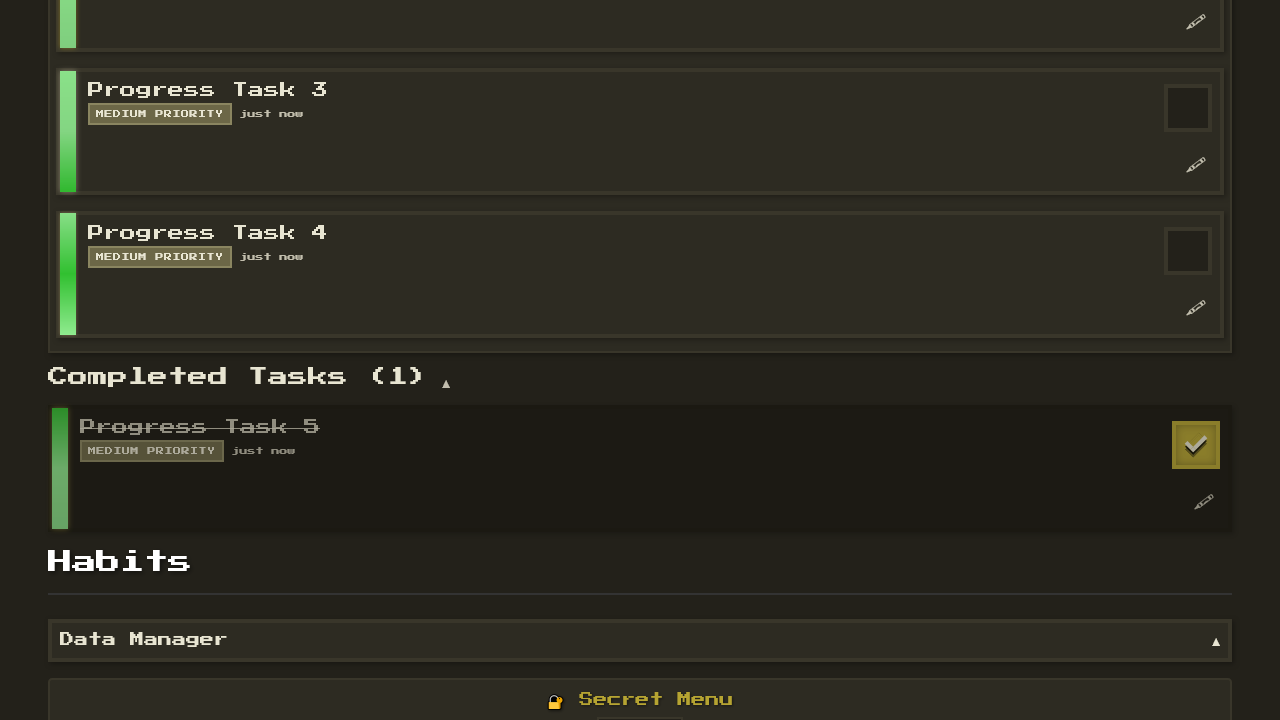 Progress Task 3
MEDIUM PRIORITY just now
Progress Task 4
MEDIUM PRIORITY just now
Completed Tasks (1) ▲
Progress Task 5
MEDIUM PRIORITY just now
Habits
Data Manager ▲
Secret Menu